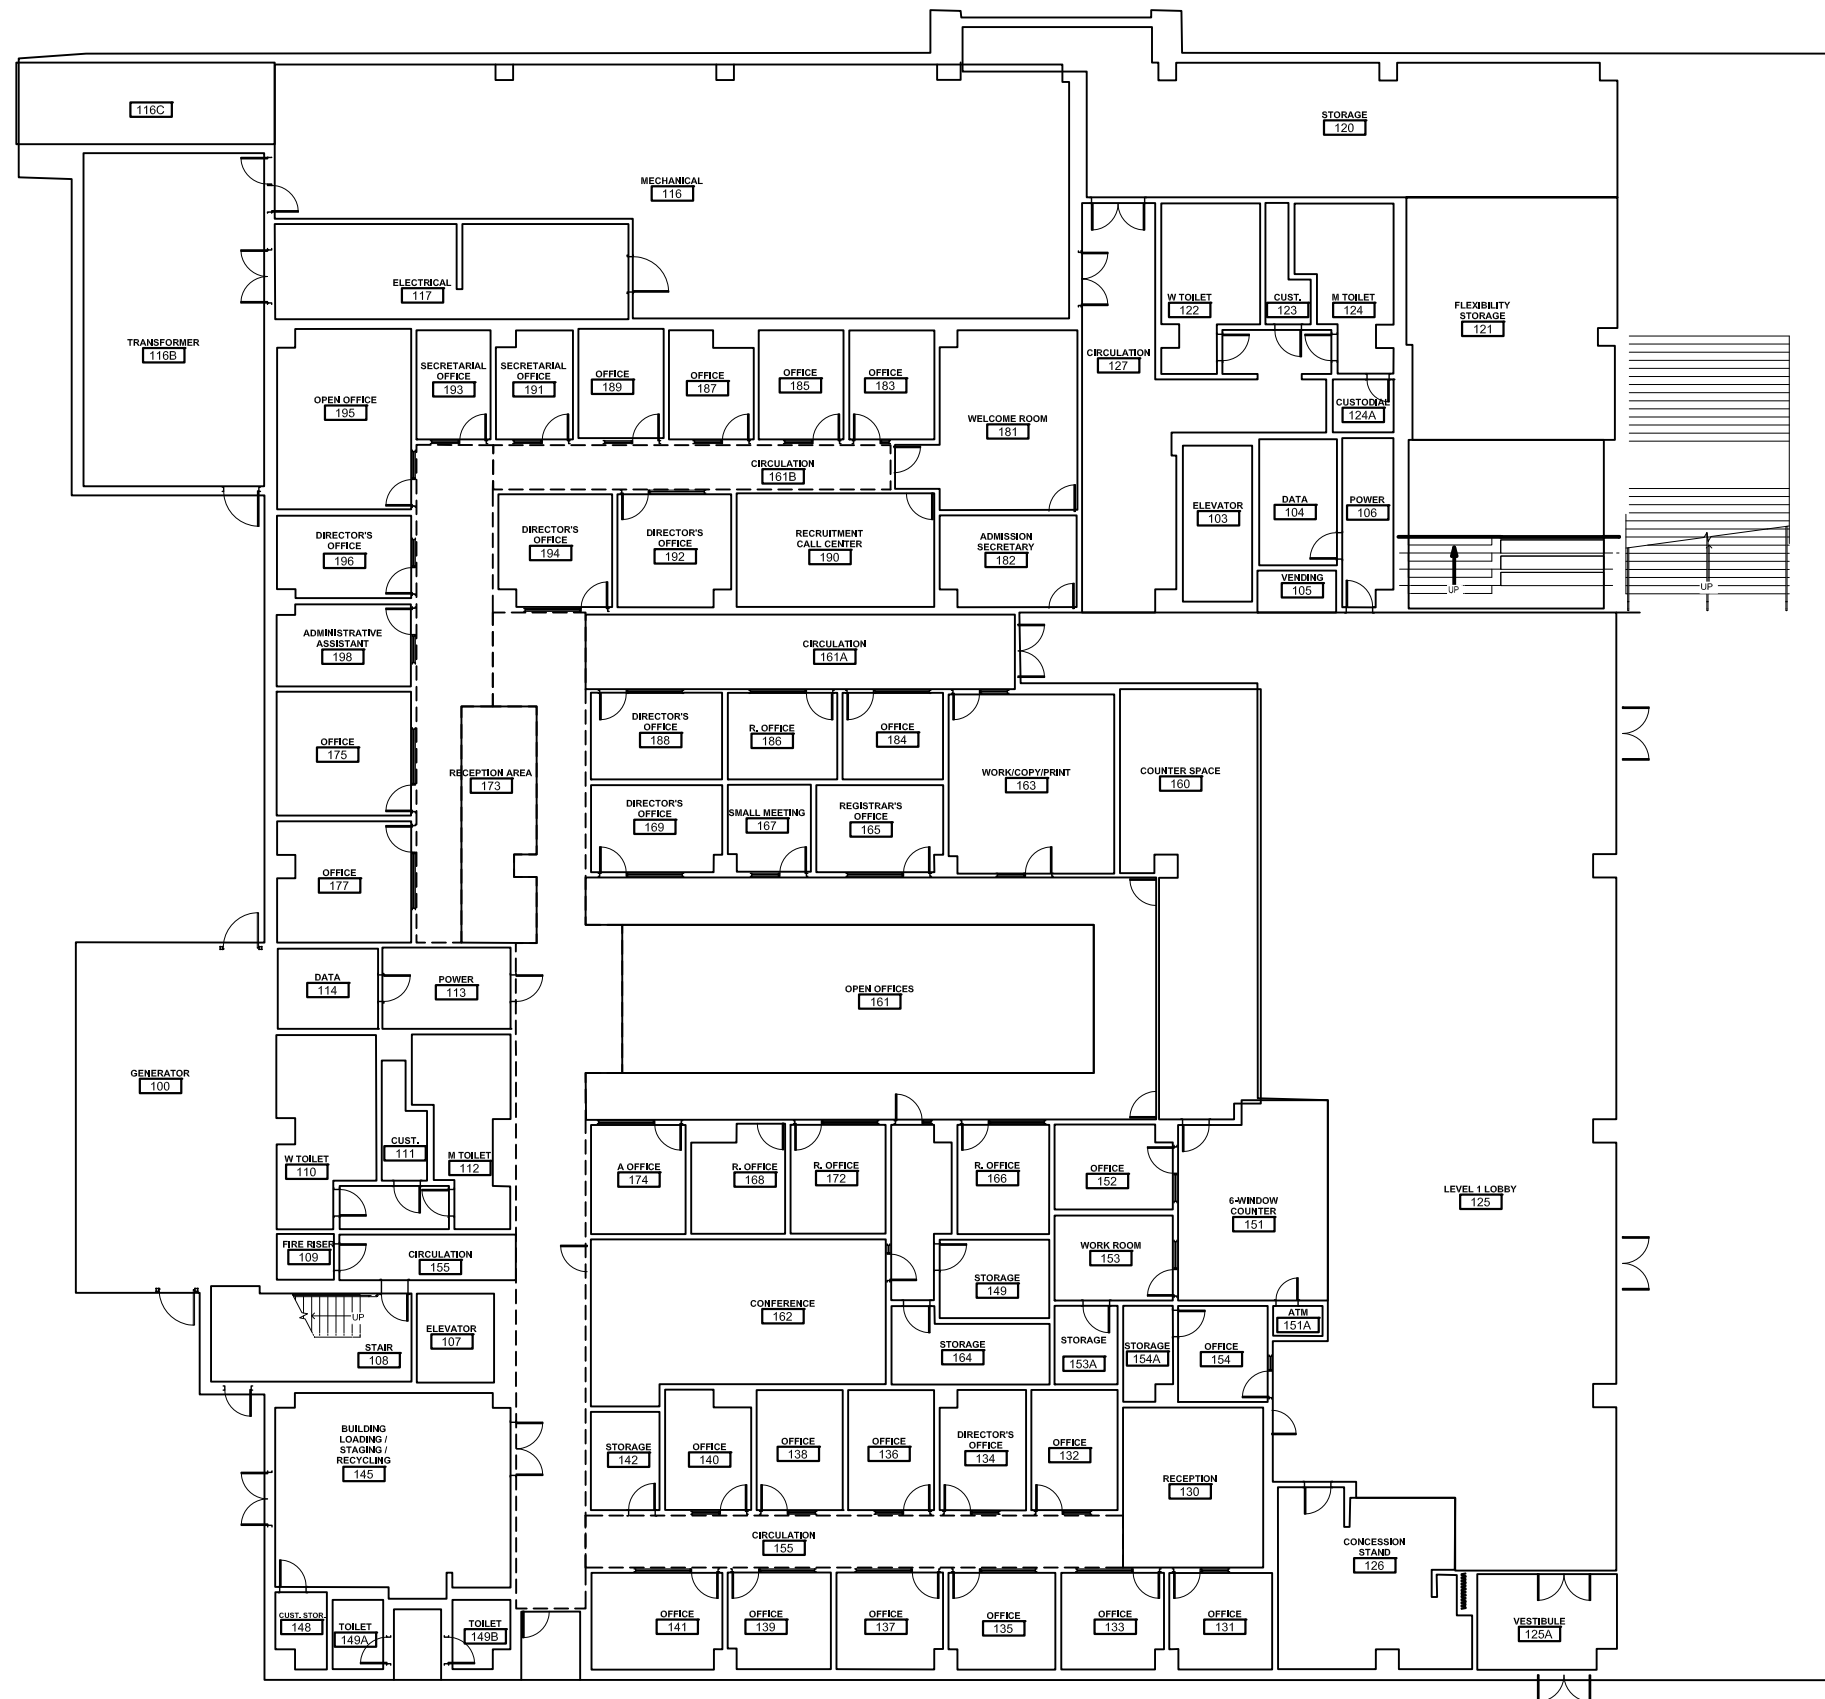 116C
STORAGE
120
MECHANICAL
116
ELECTRICAL
117
W TOILET
122
CUST.
123
M TOILET
124
FLEXIBILITY
STORAGE
121
TRANSFORMER
116B
CIRCULATION
127
SECRETARIAL
OFFICE
193
SECRETARIAL
OFFICE
191
OFFICE
189
OFFICE
187
OFFICE
185
OFFICE
183
OPEN OFFICE
195
WELCOME ROOM
181
CUSTODIAL
124A
CIRCULATION
161B
ELEVATOR
103
DATA
104
POWER
106
DIRECTOR'S
OFFICE
196
DIRECTOR'S
OFFICE
194
DIRECTOR'S
OFFICE
192
RECRUITMENT
CALL CENTER
190
ADMISSION
SECRETARY
182
VENDING
105
UP
UP
ADMINISTRATIVE
ASSISTANT
198
CIRCULATION
161A
DIRECTOR'S
OFFICE
188
R. OFFICE
186
OFFICE
184
OFFICE
175
RECEPTION AREA
173
WORK/COPY/PRINT
163
COUNTER SPACE
160
DIRECTOR'S
OFFICE
169
SMALL MEETING
167
REGISTRAR'S
OFFICE
165
OFFICE
177
DATA
114
POWER
113
OPEN OFFICES
161
GENERATOR
100
W TOILET
110
CUST.
111
M TOILET
112
A OFFICE
174
R. OFFICE
168
R. OFFICE
172
R. OFFICE
166
OFFICE
152
6-WINDOW
COUNTER
151
LEVEL 1 LOBBY
125
FIRE RISER
109
CIRCULATION
155
WORK ROOM
153
STORAGE
149
CONFERENCE
162
UP
STAIR
108
ELEVATOR
107
STORAGE
164
STORAGE
153A
STORAGE
154A
OFFICE
154
ATM
151A
BUILDING
LOADING /
STAGING /
RECYCLING
145
STORAGE
142
OFFICE
140
OFFICE
138
OFFICE
136
DIRECTOR'S
OFFICE
134
OFFICE
132
RECEPTION
130
CIRCULATION
155
CONCESSION
STAND
126
CUST. STOR.
148
TOILET
149A
TOILET
149B
OFFICE
141
OFFICE
139
OFFICE
137
OFFICE
135
OFFICE
133
OFFICE
131
VESTIBULE
125A